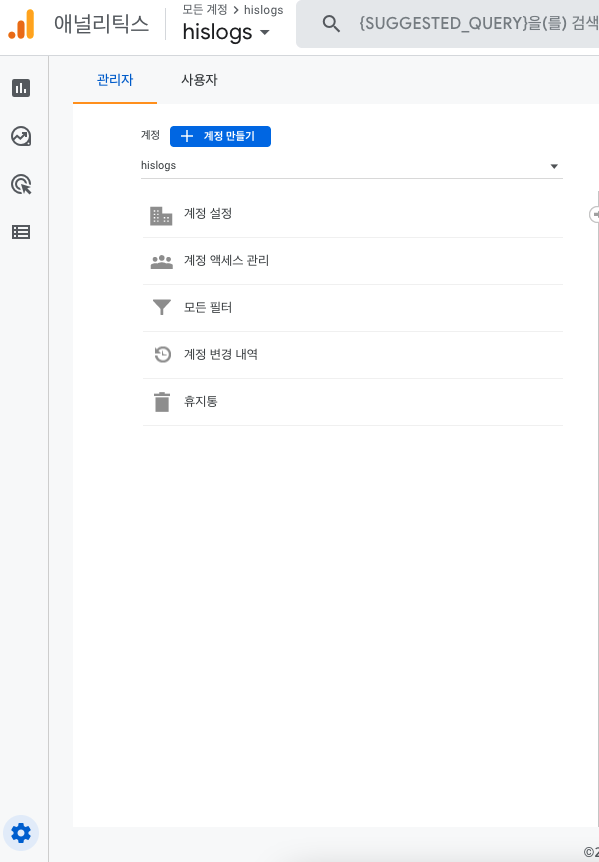 애널리틱스
모든 계정 > hislogs
hislogs
{SUGGESTED_QUERY}을(를) 검색
관리자
사용자
계정
계정 만들기
hislogs
계정 설정
계정 액세스 관리
모든 필터
계정 변경 내역
휴지통
©2